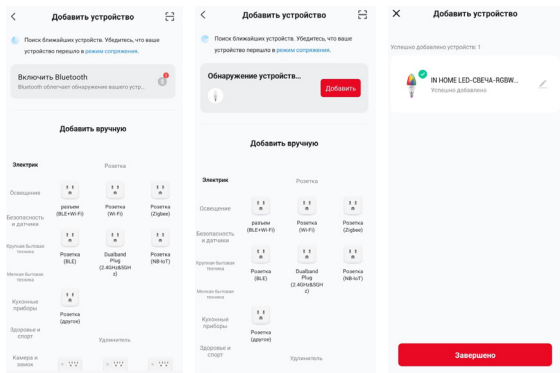 Добавить устройство
Поиск ближайших устройств. Убедитесь, что ваше
устройство перешло в режим сопряжения.
Включить Bluetooth
Bluetooth облегчает обнаружение вашего устр...
Добавить вручную
Электрик
Розетка
Освещение
разъем
(BLE+Wi-Fi)
Розетка
(Wi-Fi)
Розетка
(Zigbee)
Безопасность
и датчики
Крупная бытовая
техника
Розетка
(BLE)
Dualband
Plug
(2.4GHz&5GH
z)
Розетка
(NB-IoT)
Мелкая бытовая
техника
Кухонные
приборы
Розетка
(другое)
Здоровье и
спорт
Удлинитель
Камера и
замок
Добавить устройство
Поиск ближайших устройств. Убедитесь, что ваше
устройство перешло в режим сопряжения.
Обнаружение устройств...
Добавить
Добавить вручную
Электрик
Розетка
Освещение
разъем
(BLE+Wi-Fi)
Розетка
(Wi-Fi)
Розетка
(Zigbee)
Безопасность
и датчики
Крупная бытовая
техника
Розетка
(BLE)
Dualband
Plug
(2.4GHz&5GH
z)
Розетка
(NB-IoT)
Мелкая бытовая
техника
Кухонные
приборы
Розетка
(другое)
Здоровье и
спорт
Удлинитель
Добавить устройство
Успешно добавлено устройств: 1
IN HOME LED-СВЕЧА-RGBW...
Успешно добавлено
Завершено